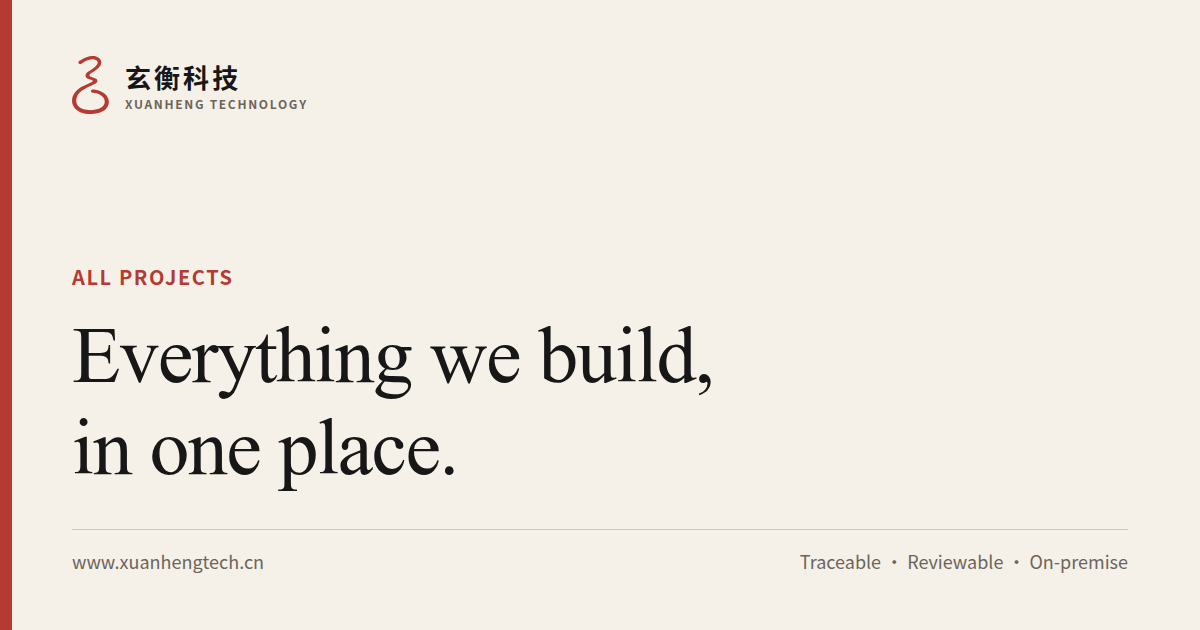 玄衡科技
XUANHENG TECHNOLOGY
ALL PROJECTS
Everything we build,
in one place.
www.xuanhengtech.cn
Traceable • Reviewable • On-premise